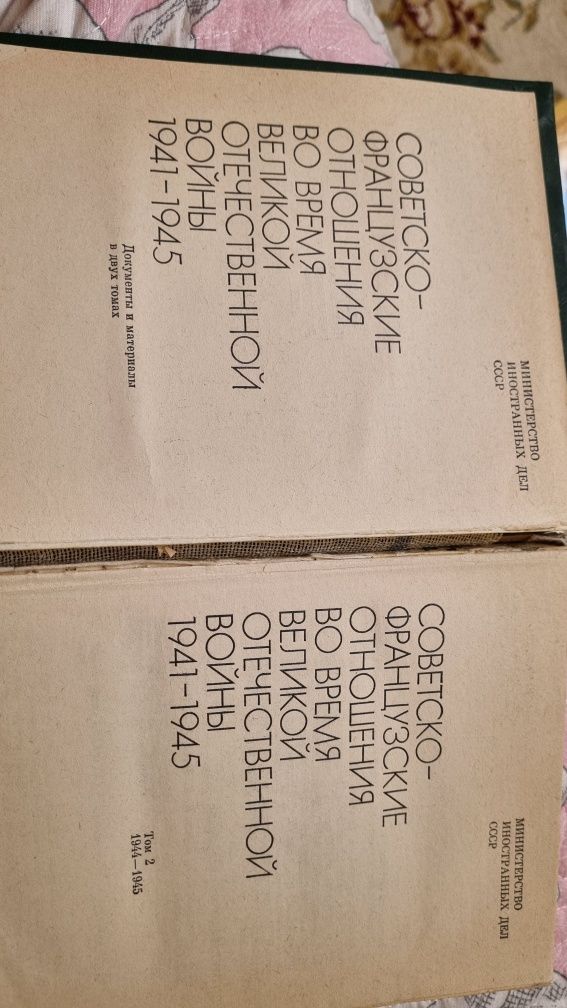 МИНИСТЕРСТВО
ИНОСТРАННЫХ ДЕЛ
СССР
СОВЕТСКО-
ФРАНЦУЗСКИЕ
ОТНОШЕНИЯ
ВО ВРЕМЯ
ВЕЛИКОЙ
ОТЕЧЕСТВЕННОЙ
ВОЙНЫ
1941-1945
Документы и материалы
в двух томах
МИНИСТЕРСТВО
ИНОСТРАННЫХ ДЕЛ
СССР
СОВЕТСКО-
ФРАНЦУЗСКИЕ
ОТНОШЕНИЯ
ВО ВРЕМЯ
ВЕЛИКОЙ
ОТЕЧЕСТВЕННОЙ
ВОЙНЫ
1941-1945
Том 2
1944—1945